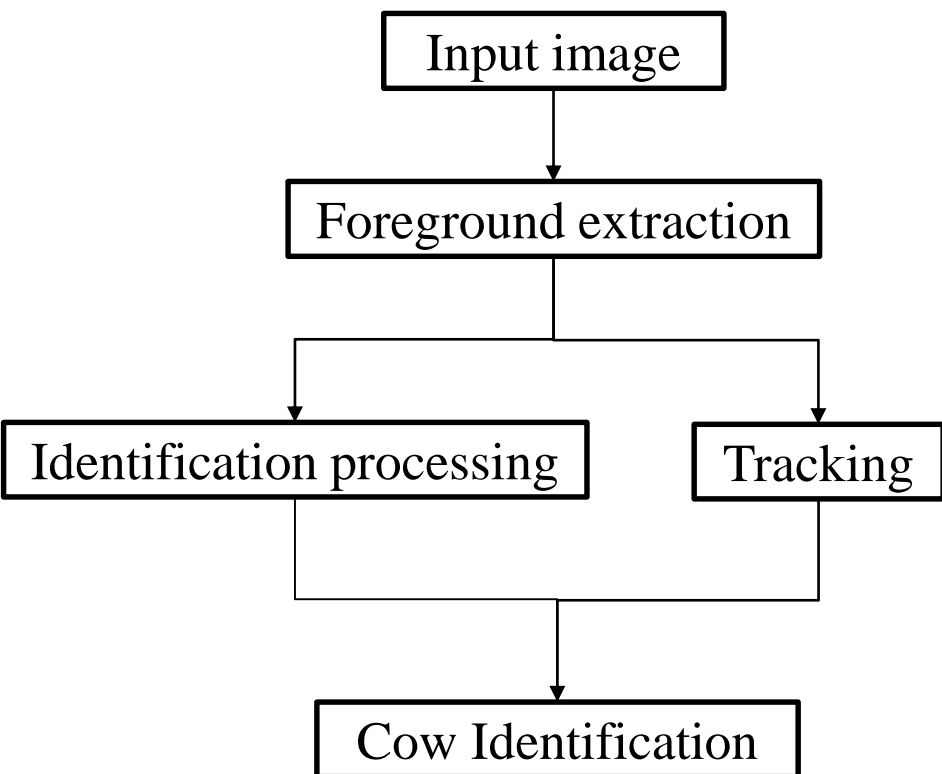 Input image
Foreground extraction
Identification processing
Tracking
Cow Identification